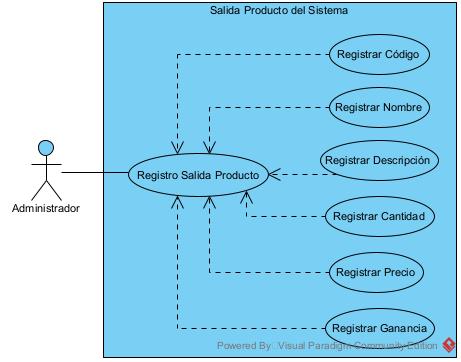 Salida Producto del Sistema
Registrar Código
Registrar Nombre
Registrar Descripción
Registro Salida Producto
Administrador
Registrar Cantidad
Registrar Precio
Registrar Ganancia
Powered By Visual Paradigm Community Edition